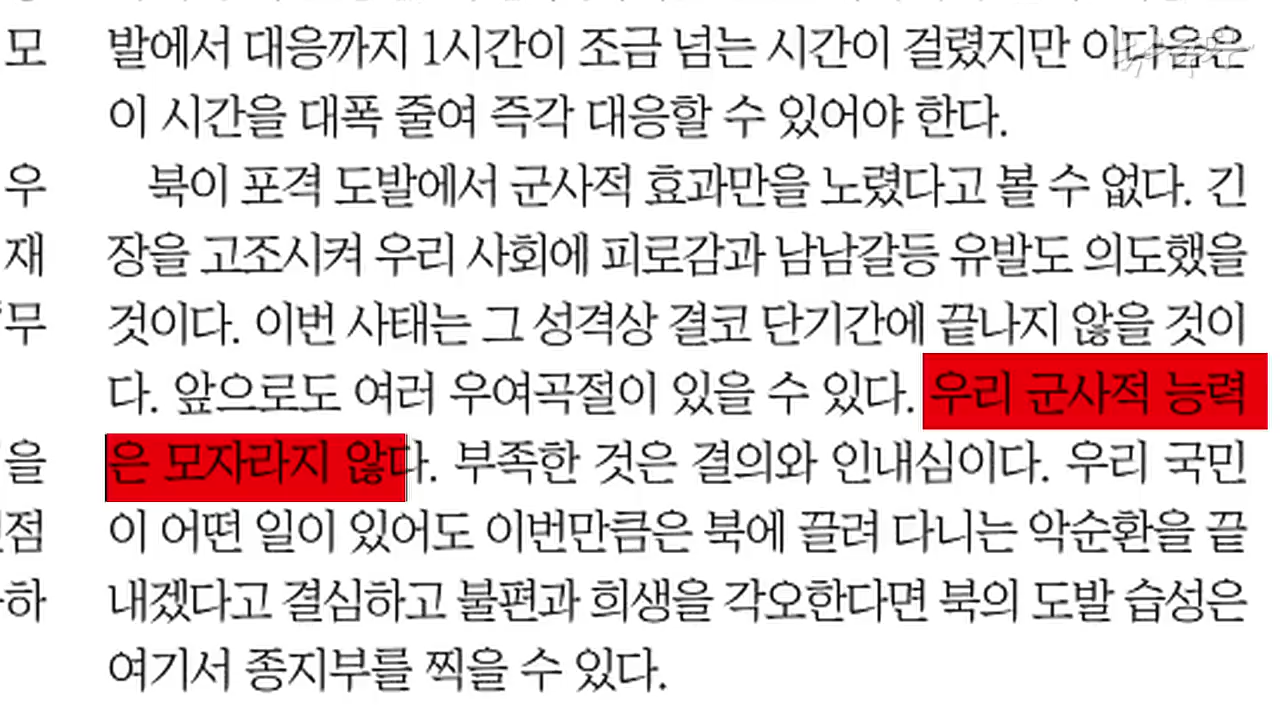 모
발에서 대응까지 1시간이 조금 넘는 시간이 걸렸지만 이다음은
이 시간을 대폭 줄여 즉각 대응할 수 있어야 한다.
우
북이 포격 도발에서 군사적 효과만을 노렸다고 볼 수 없다. 긴
재
장을 고조시켜 우리 사회에 피로감과 남남갈등 유발도 의도했을
무
것이다. 이번 사태는 그 성격상 결코 단기간에 끝나지 않을 것이
다. 앞으로도 여러 우여곡절이 있을 수 있다. 우리 군사적 능력
을
은 모자라지 않다. 부족한 것은 결의와 인내심이다. 우리 국민
점
이 어떤 일이 있어도 이번만큼은 북에 끌려 다니는 악순환을 끝
하
내겠다고 결심하고 불편과 희생을 각오한다면 북의 도발 습성은
여기서 종지부를 찍을 수 있다.